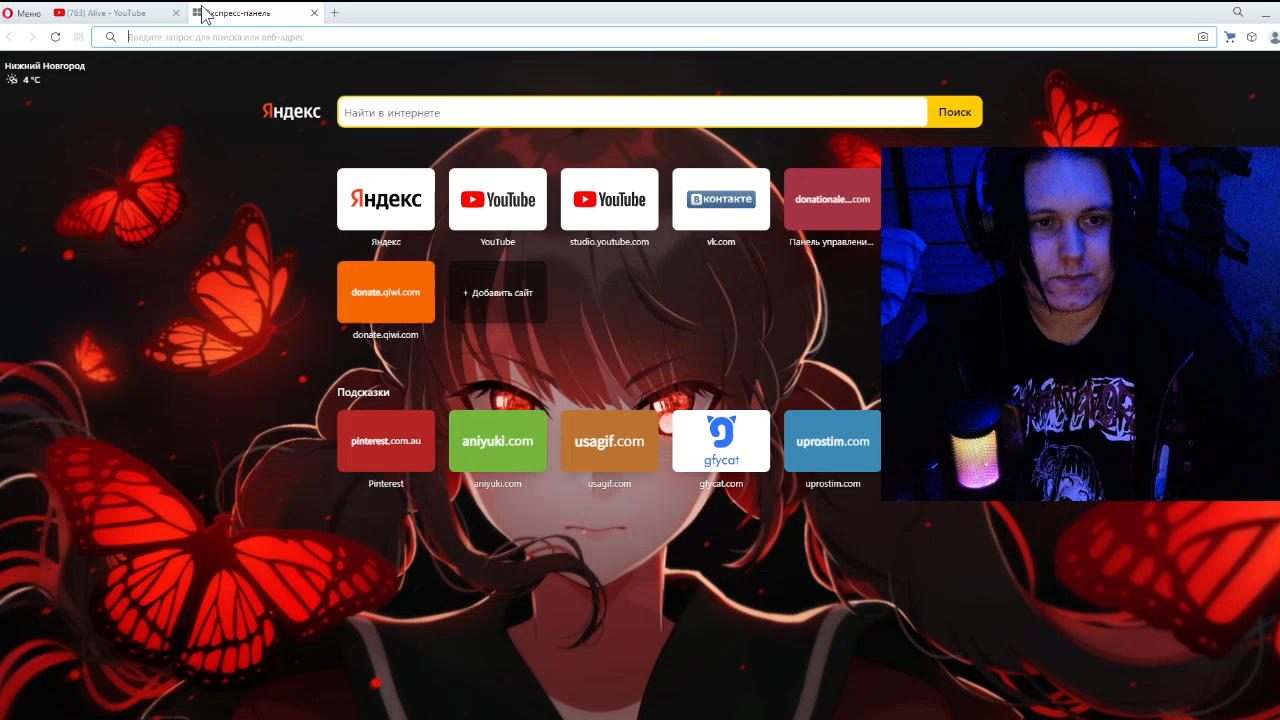 Меню
(763) Alive - YouTube
кспресс-панель
Введите запрос для поиска или веб-адрес
Нижний Новгород
4 °C
Яндекс
Найти в интернете
Поиск
Яндекс
YouTube
YouTube
Вконтакте
donationale...com
Яндекс
YouTube
studio.youtube.com
vk.com
Панель управлени...
donate.qiwi.com
+ Добавить сайт
donate.qiwi.com
Подсказки
pinterest.com.au
aniyuki.com
usagif.com
gfycat
uprostim.com
Pinterest
aniyuki.com
usagif.com
gfycat.com
uprostim.com